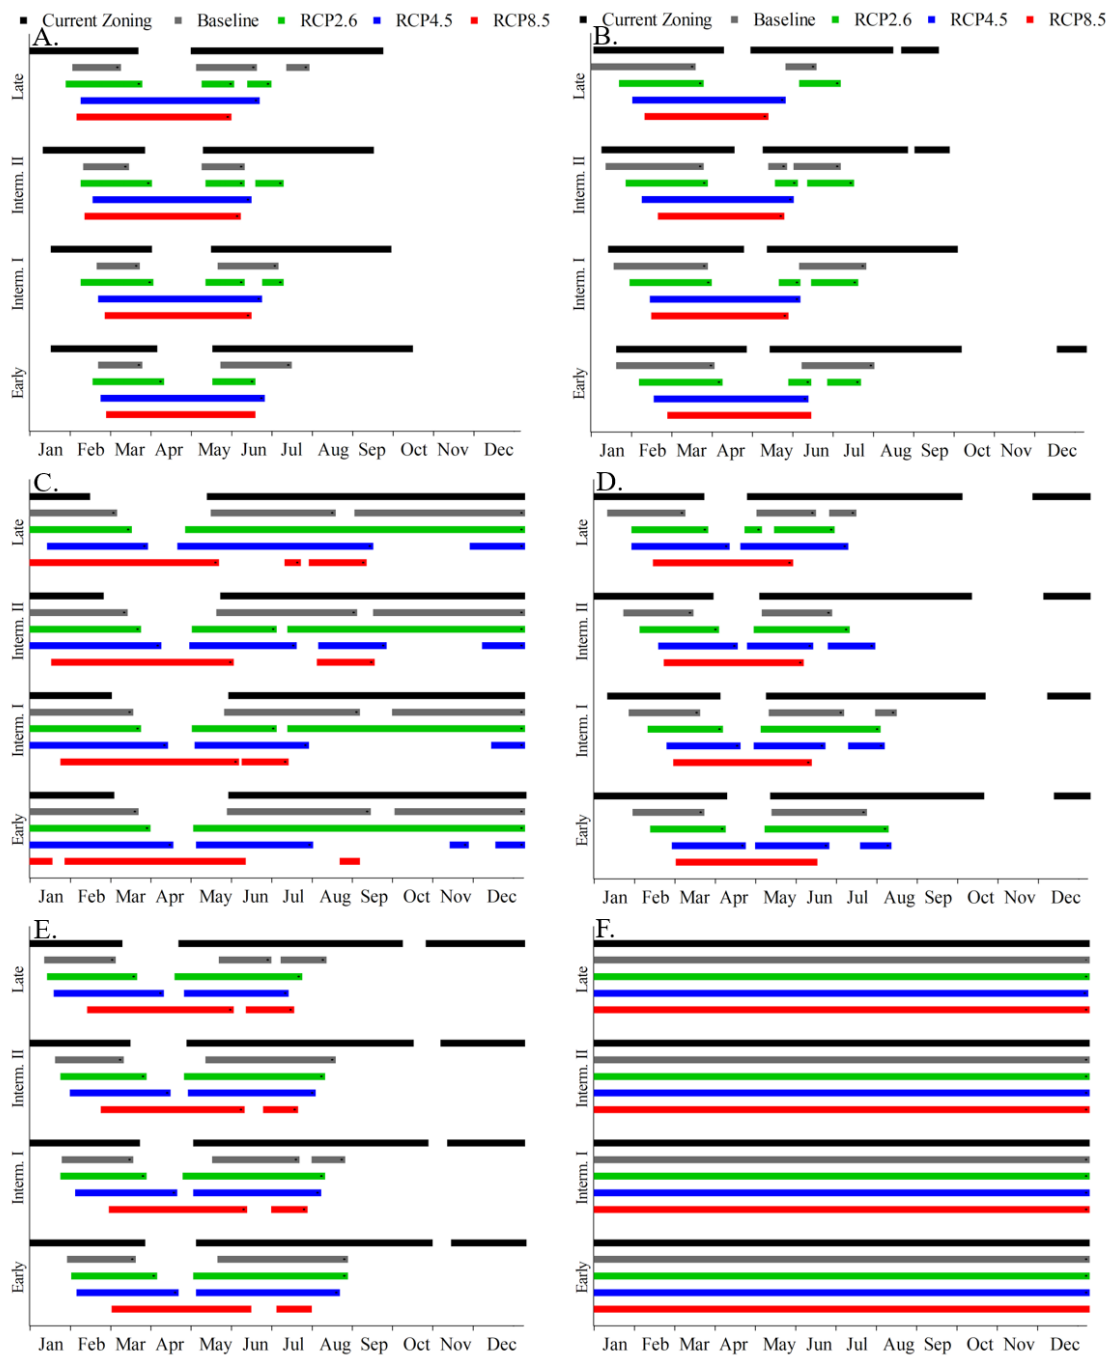 Current Zoning Baseline RCP2.6 RCP4.5 RCP8.5
Current Zoning Baseline RCP2.6 RCP4.5 RCP8.5
A.
Late
Interm. II
Interm. I
Early
Jan Feb Mar Apr May Jun Jul Aug Sep Oct Nov Dec
B.
Late
Interm. II
Interm. I
Early
Jan Feb Mar Apr May Jun Jul Aug Sep Oct Nov Dec
C.
Late
Interm. II
Interm. I
Early
Jan Feb Mar Apr May Jun Jul Aug Sep Oct Nov Dec
D.
Late
Interm. II
Interm. I
Early
Jan Feb Mar Apr May Jun Jul Aug Sep Oct Nov Dec
E.
Late
Interm. II
Interm. I
Early
Jan Feb Mar Apr May Jun Jul Aug Sep Oct Nov Dec
F.
Late
Interm. II
Interm. I
Early
Jan Feb Mar Apr May Jun Jul Aug Sep Oct Nov Dec